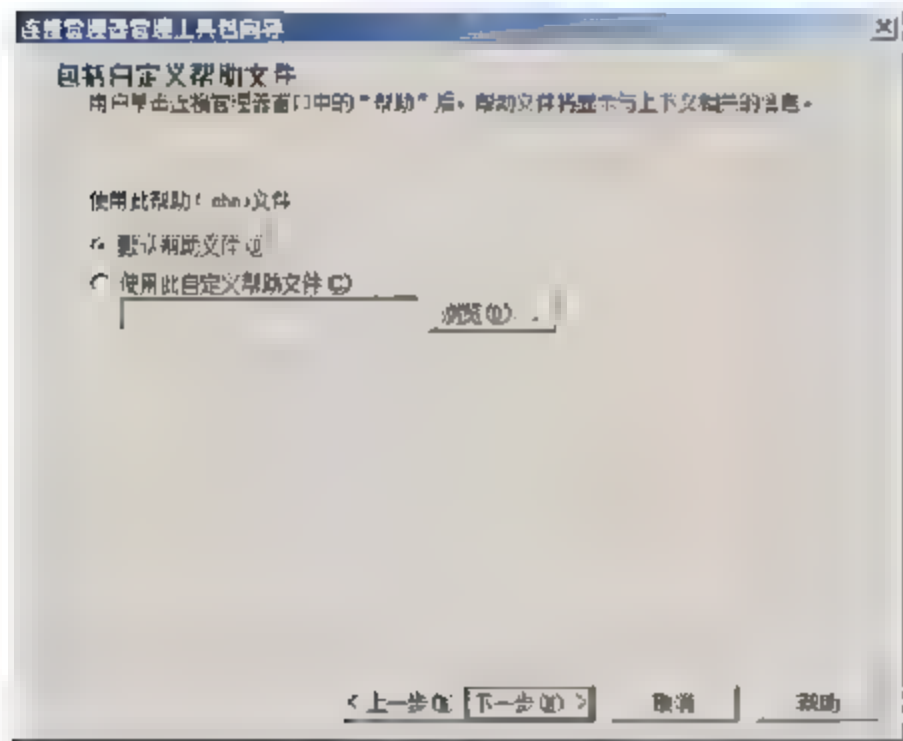 连接管理器管理工具包向导
包括自定义帮助文件
用户单击连接管理器窗口中的“帮助”后，帮助文件将显示与上下文相关的信息。
使用此帮助(.chm)文件
默认帮助文件(D)
使用此自定义帮助文件(C)
浏览(R)...
< 上一步(B) 下一步(N) > 取消 帮助